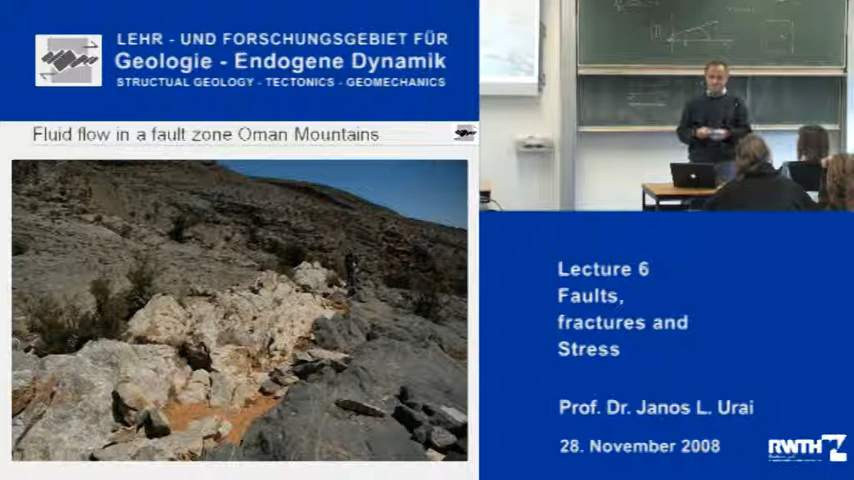 LEHR - UND FORSCHUNGSGEBIET FÜR
Geologie - Endogene Dynamik
STRUCTUAL GEOLOGY - TECTONICS - GEOMECHANICS
Fluid flow in a fault zone Oman Mountains
Lecture 6
Faults,
fractures and
Stress
Prof. Dr. Janos L. Urai
28. November 2008
RWTH